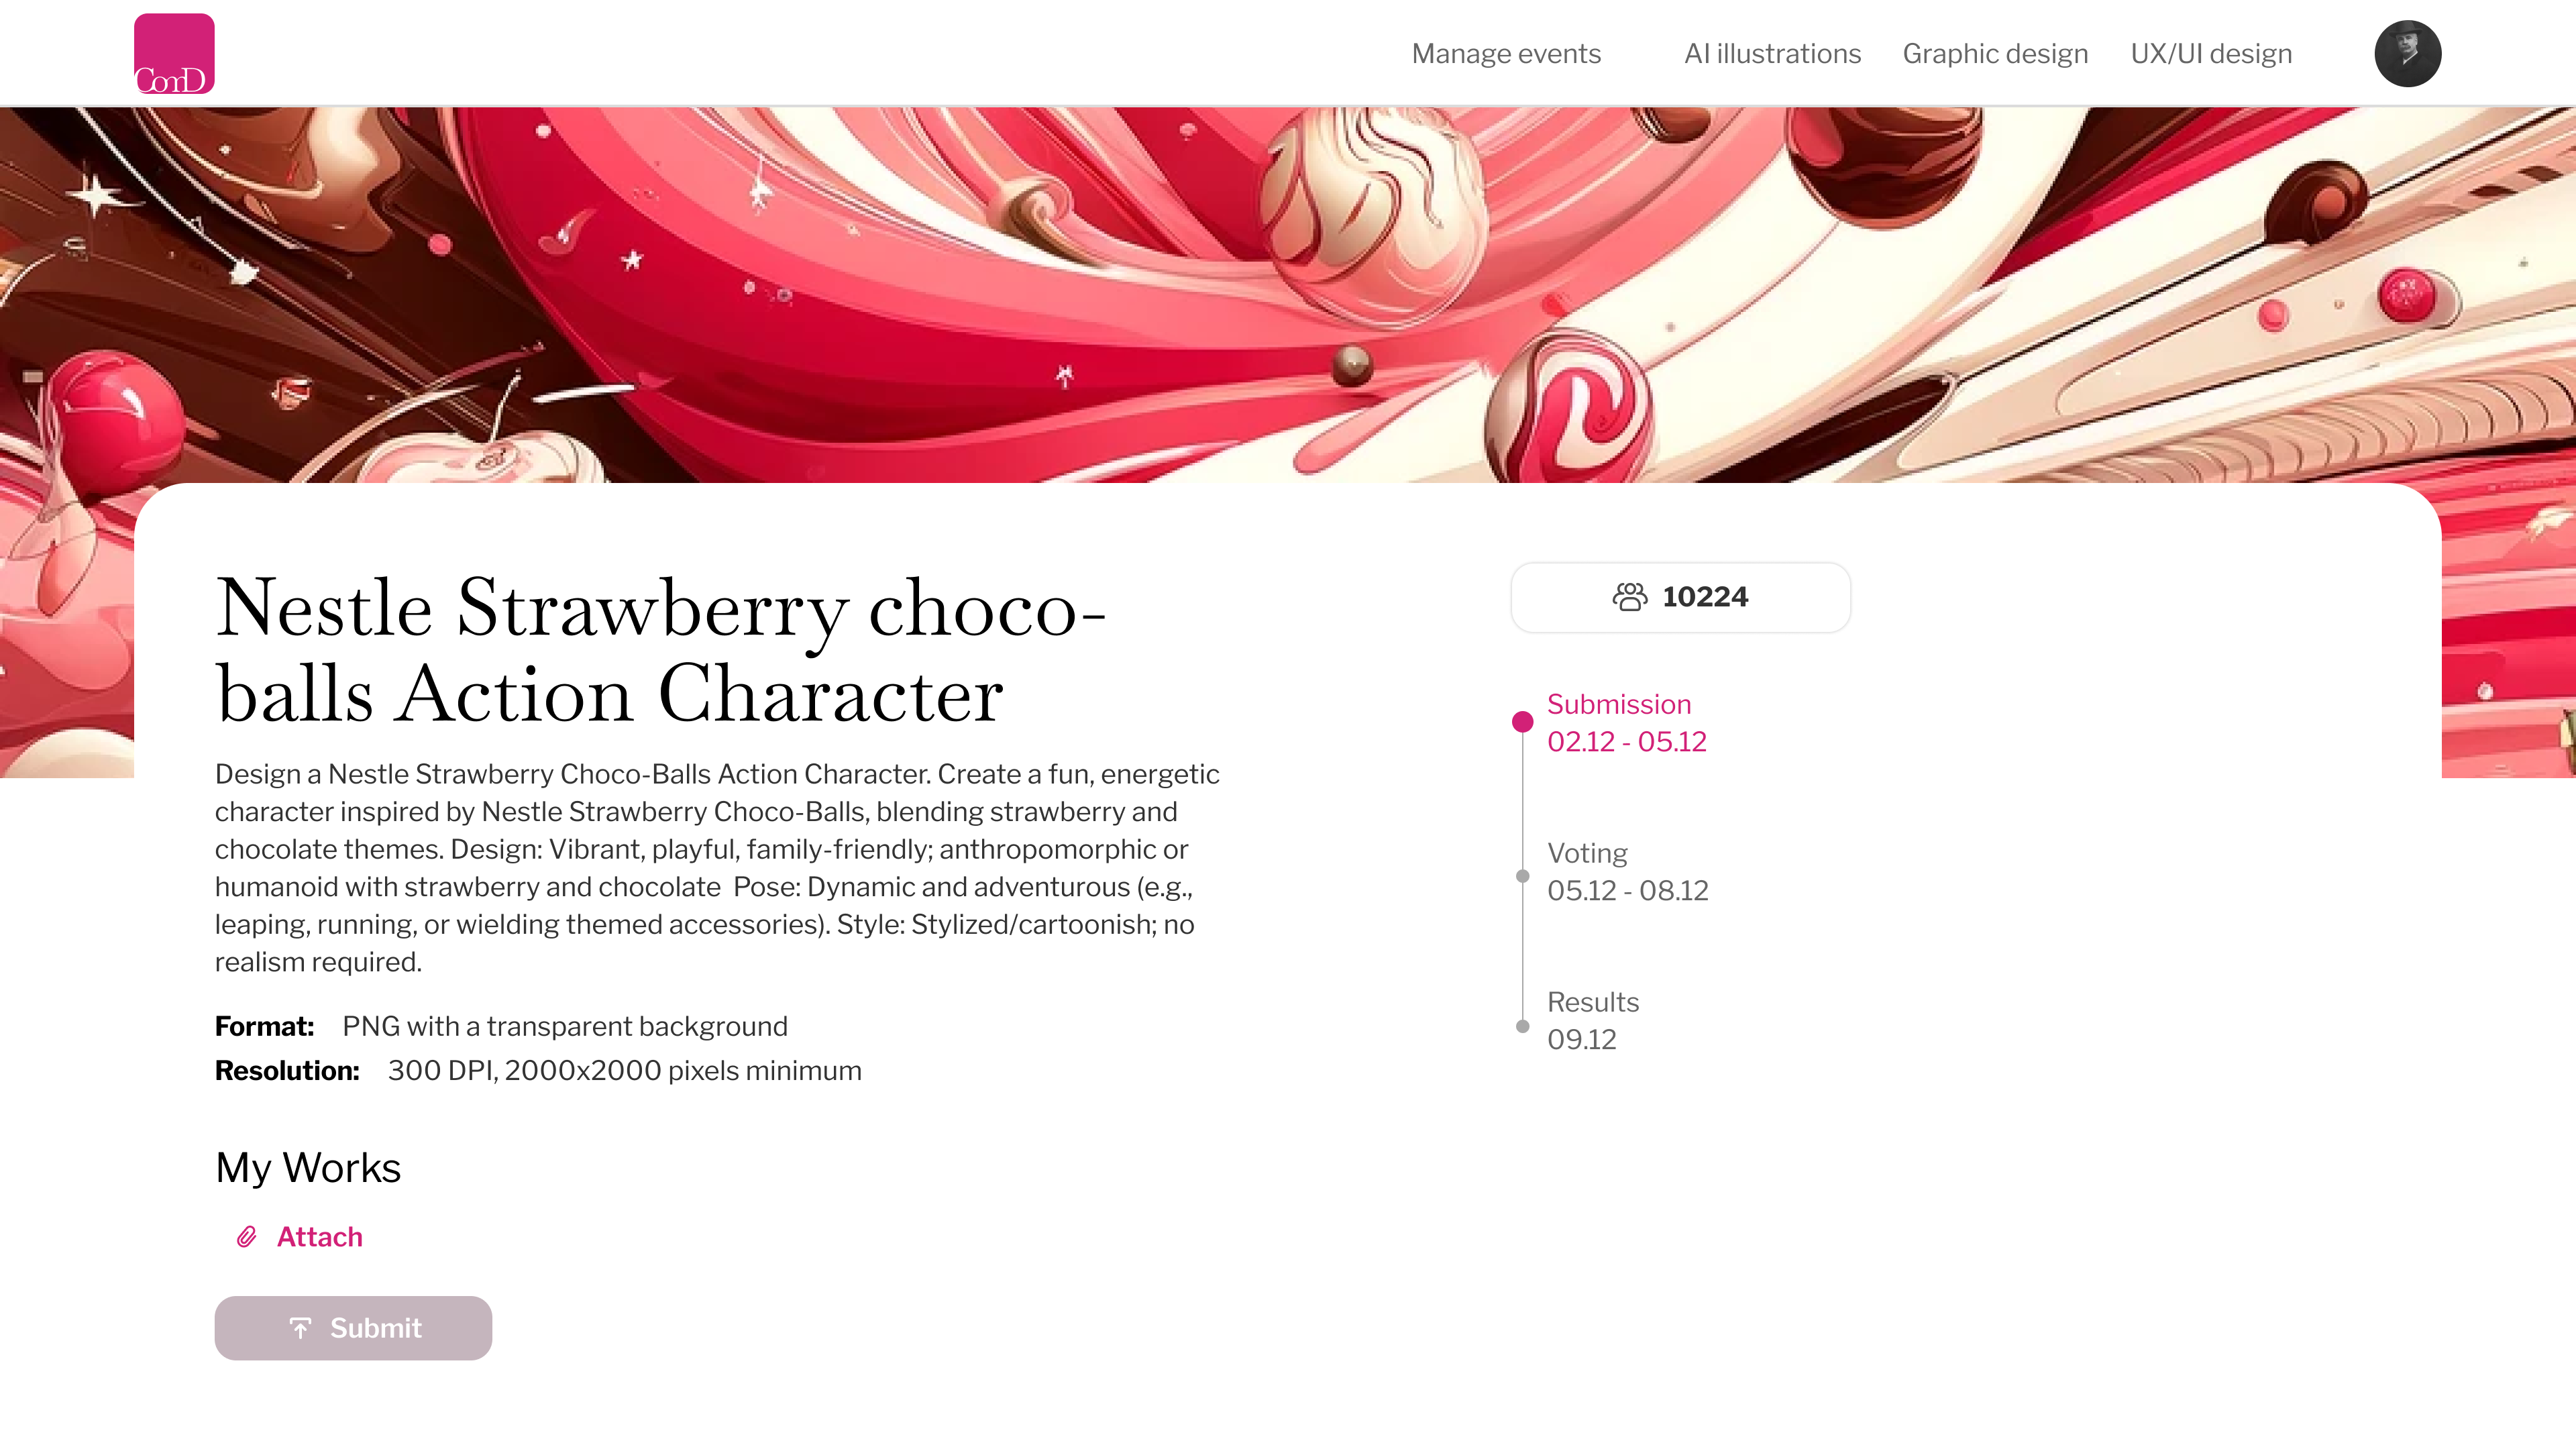 ConD
Manage events
AI illustrations
Graphic design
UX/UI design
Nestle Strawberry choco-
balls Action Character
Design a Nestle Strawberry Choco-Balls Action Character. Create a fun, energetic
character inspired by Nestle Strawberry Choco-Balls, blending strawberry and
chocolate themes. Design: Vibrant, playful, family-friendly; anthropomorphic or
humanoid with strawberry and chocolate  Pose: Dynamic and adventurous (e.g.,
leaping, running, or wielding themed accessories). Style: Stylized/cartoonish; no
realism required.
Format: PNG with a transparent background
Resolution: 300 DPI, 2000x2000 pixels minimum
My Works
Attach
Submit
10224
Submission
02.12 - 05.12
Voting
05.12 - 08.12
Results
09.12